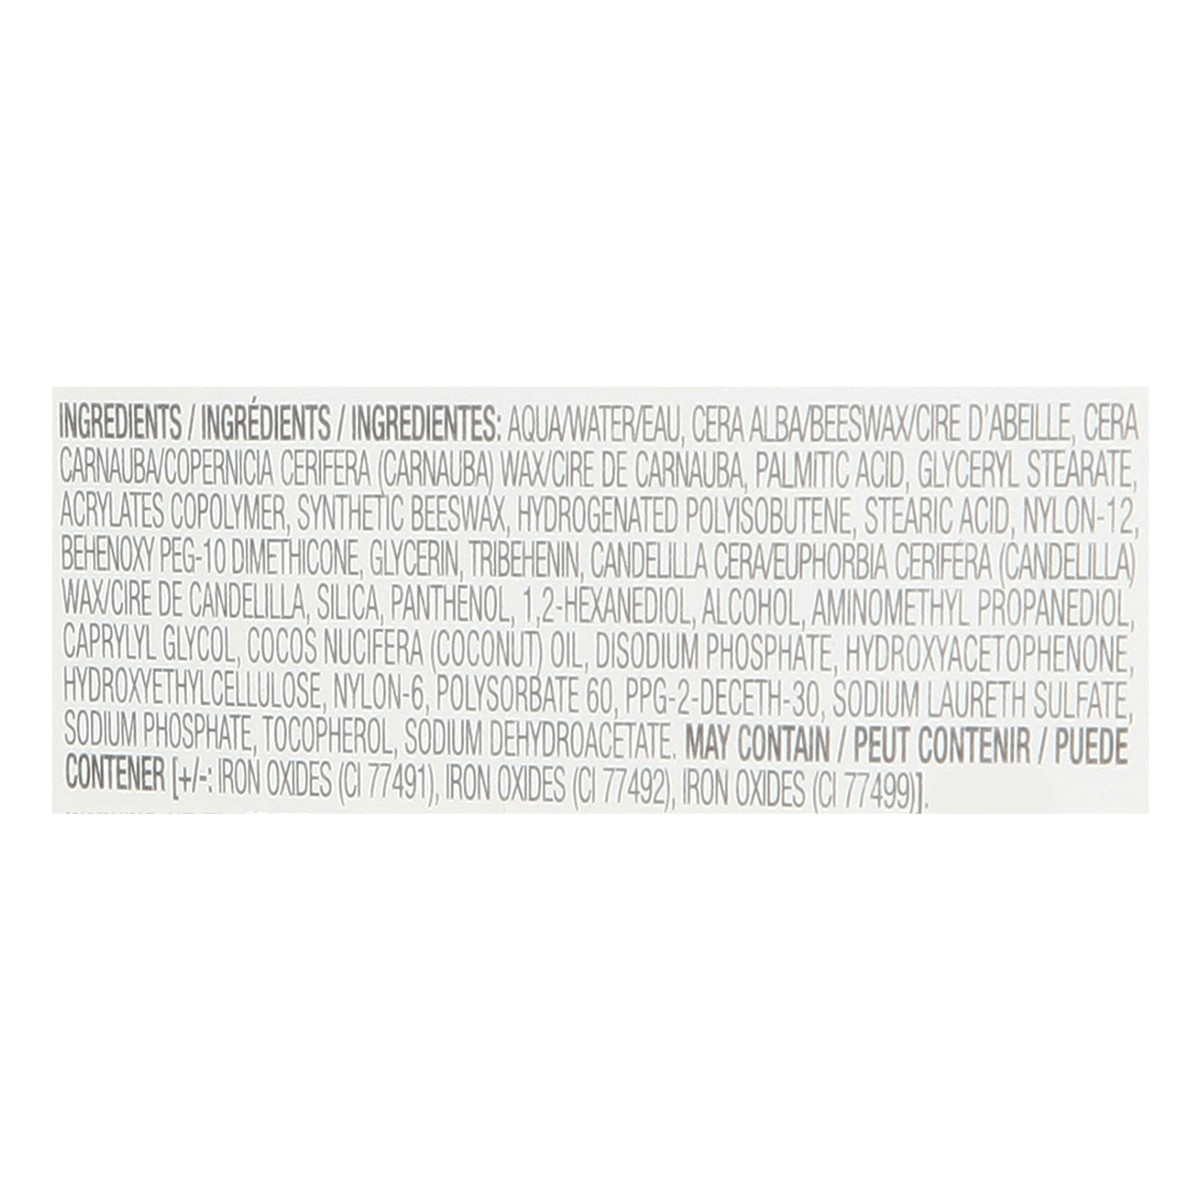 INGREDIENTS / INGRÉDIENTS / INGREDIENTES: AQUA/WATER/EAU, CERA ALBA/BEESWAX/CIRE D'ABEILLE, CERA
CARNAUBA/COPERNICIA CERIFERA (CARNAUBA) WAX/CIRE DE CARNAUBA, PALMITIC ACID, GLYCERYL STEARATE,
ACRYLATES COPOLYMER, SYNTHETIC BEESWAX, HYDROGENATED POLYISOBUTENE, STEARIC ACID, NYLON-12,
BEHENOXY PEG-10 DIMETHICONE, GLYCERIN, TRIBEHENIN, CANDELILLA CERA/EUPHORBIA CERIFERA (CANDELILLA)
WAX/CIRE DE CANDELILLA, SILICA, PANTHENOL, 1,2-HEXANEDIOL, ALCOHOL, AMINOMETHYL PROPANEDIOL,
CAPRYLYL GLYCOL, COCOS NUCIFERA (COCONUT) OIL, DISODIUM PHOSPHATE, HYDROXYACETOPHENONE,
HYDROXYETHYLCELLULOSE, NYLON-6, POLYSORBATE 60, PPG-2-DECETH-30, SODIUM LAURETH SULFATE,
SODIUM PHOSPHATE, TOCOPHEROL, SODIUM DEHYDROACETATE. MAY CONTAIN / PEUT CONTENIR / PUEDE
CONTENER [+/-: IRON OXIDES (CI 77491), IRON OXIDES (CI 77492), IRON OXIDES (CI 77499)].